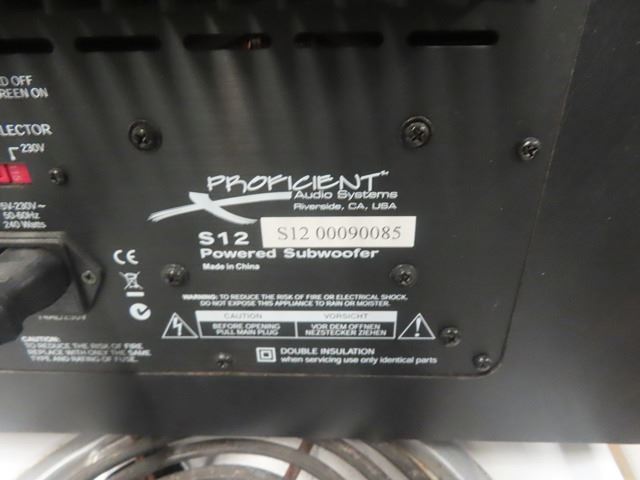 D OFF
REEN ON
LECTOR
230V
5V-230V~
50-60Hz
240 Watts
PROFICIENT
Audio Systems
Riverside, CA, USA
S12 S12 00090085
Powered Subwoofer
Made in China
CE
WARNING: TO REDUCE THE RISK OF FIRE OR ELECTRICAL SHOCK,
DO NOT EXPOSE THIS APPLIANCE TO RAIN OR MOISTER.
CAUTION VORSICHT
BEFORE OPENING VOR DEM OFFNEN
PULL MAIN PLUG NEZSTECKER ZIEHEN
CAUTION:
TO REDUCE THE RISK OF FIRE
REPLACE WITH ONLY THE SAME
TYPE AND RATING OF FUSE.
DOUBLE INSULATION
when servicing use only identical parts